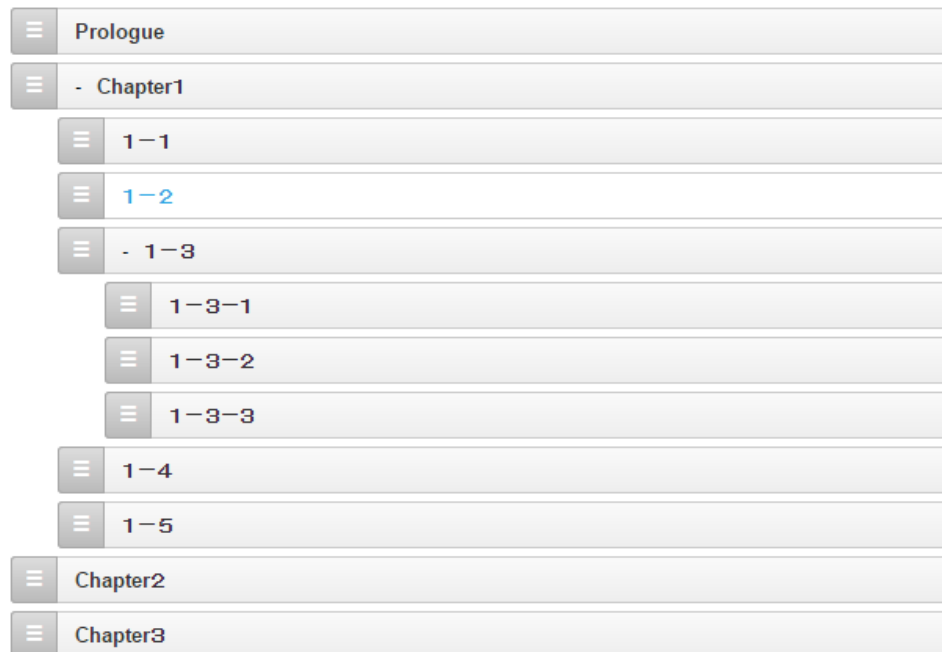 Prologue
- Chapter1
1－1
1－2
- 1－3
1－3－1
1－3－2
1－3－3
1－4
1－5
Chapter2
Chapter3